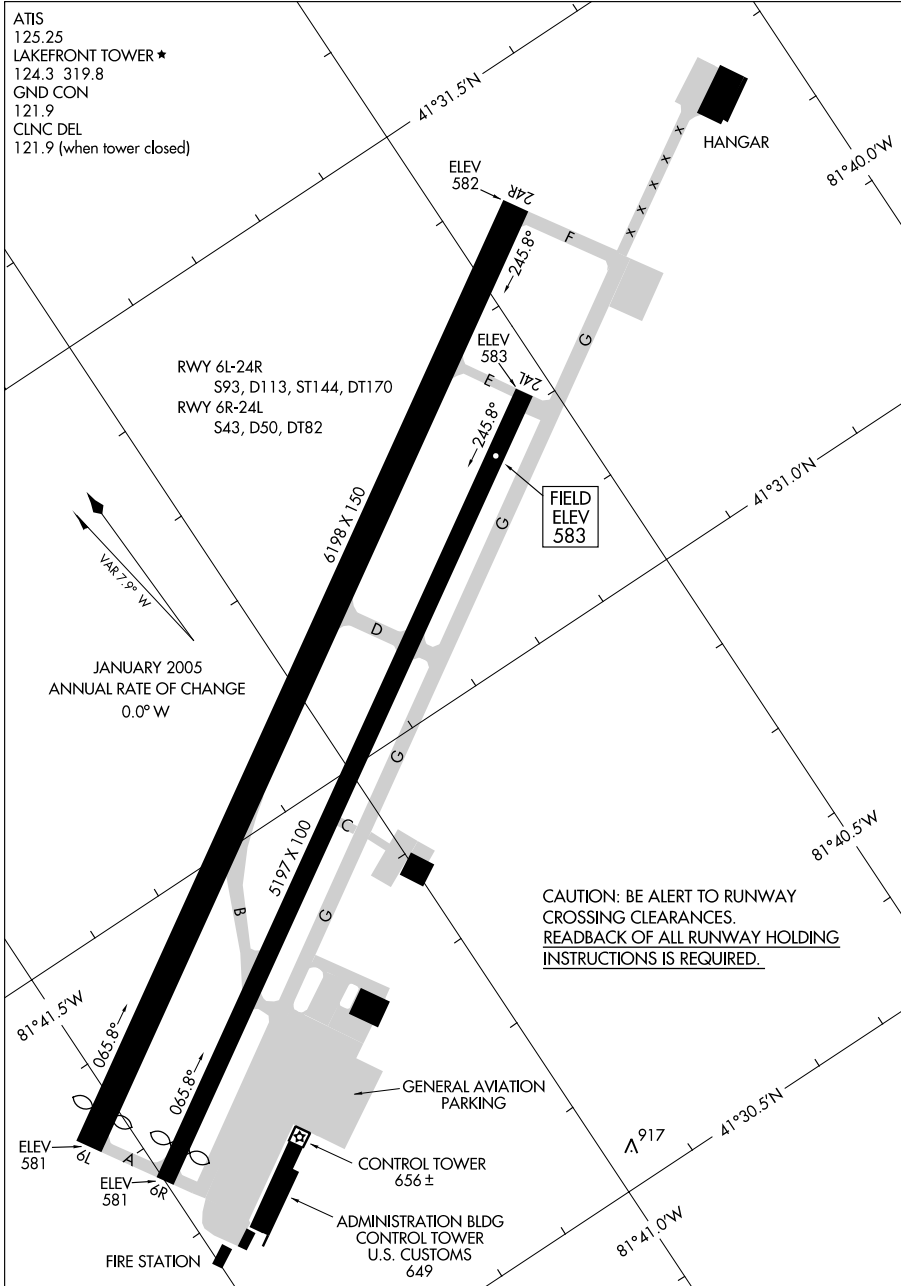 ATIS
125.25
LAKEFRONT TOWER ★
124.3 319.8
GND CON
121.9
CLNC DEL
121.9 (when tower closed)
41°31.5'N
HANGAR
81°40.0'W
ELEV
582
24R
F
245.8°
G
ELEV
583
24L
E
245.8°
RWY 6L-24R
S93, D113, ST144, DT170
RWY 6R-24L
S43, D50, DT82
41°31.0'N
FIELD
ELEV
583
G
6198 X 150
VAR 7.9° W
D
JANUARY 2005
ANNUAL RATE OF CHANGE
0.0° W
G
C
5197 X 100
81°40.5'W
B
G
CAUTION: BE ALERT TO RUNWAY
CROSSING CLEARANCES.
READBACK OF ALL RUNWAY HOLDING
INSTRUCTIONS IS REQUIRED.
81°41.5'W
065.8°
065.8°
GENERAL AVIATION
PARKING
41°30.5'N
917
ELEV
581
6L
A
ELEV
581
6R
CONTROL TOWER
656 ±
ADMINISTRATION BLDG
CONTROL TOWER
U.S. CUSTOMS
649
81°41.0'W
FIRE STATION